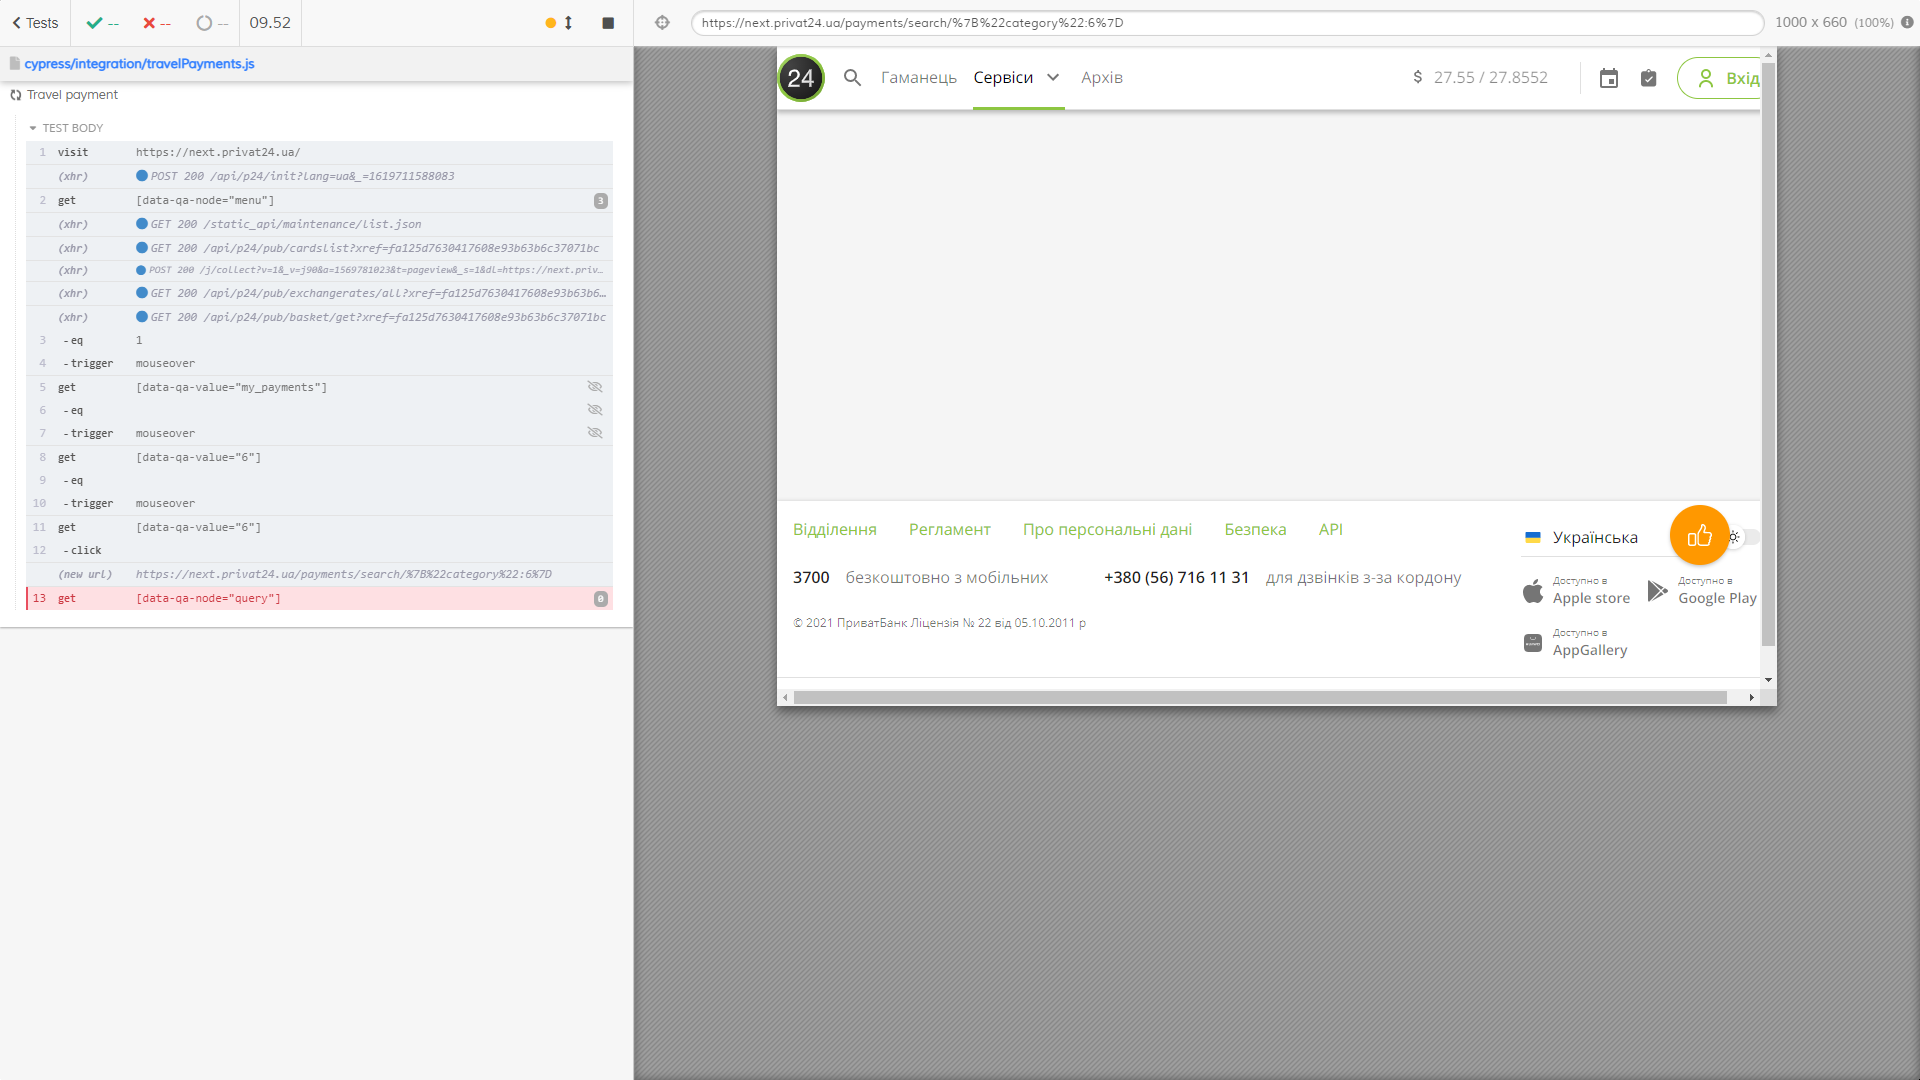 Tests
--
--
--
09.52
https://next.privat24.ua/payments/search/%7B%22category%22:6%7D
1000 x 660 (100%)
cypress/integration/travelPayments.js
Travel payment
TEST BODY
1 visit https://next.privat24.ua/
(xhr) POST 200 /api/p24/init?lang=ua&_=1619711588083
2 get [data-qa-node="menu"] 3
(xhr) GET 200 /static_api/maintenance/list.json
(xhr) GET 200 /api/p24/pub/cardslist?xref=fa125d7630417608e93b63b6c37071bc
(xhr) POST 200 /j/collect?v=1&_v=j90&a=1569781023&t=pageview&_s=1&dl=https://next.priv...
(xhr) GET 200 /api/p24/pub/exchangerates/all?xref=fa125d7630417608e93b63b6...
(xhr) GET 200 /api/p24/pub/basket/get?xref=fa125d7630417608e93b63b6c37071bc
3 -eq 1
4 -trigger mouseover
5 get [data-qa-value="my_payments"]
6 -eq
7 -trigger mouseover
8 get [data-qa-value="6"]
9 -eq
10 -trigger mouseover
11 get [data-qa-value="6"]
12 -click
(new url) https://next.privat24.ua/payments/search/%7B%22category%22:6%7D
13 get [data-qa-node="query"] 0
24 Гаманець Сервіси Архів $ 27.55 / 27.8552 Вхід
Відділення Регламент Про персональні дані Безпека API
Українська
3700 безкоштовно з мобільних +380 (56) 716 11 31 для дзвінків з-за кордону
Доступно в
Apple store
Доступно в
Google Play
© 2021 ПриватБанк Ліцензія № 22 від 05.10.2011 р
Доступно в
AppGallery